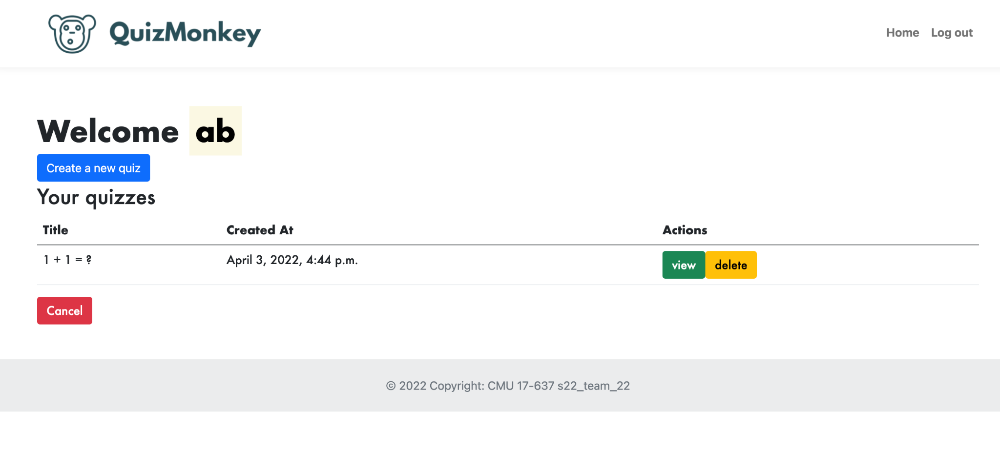 QuizMonkey
Home Log out
Welcome ab
Create a new quiz
Your quizzes
Title Created At Actions
1 + 1 = ? April 3, 2022, 4:44 p.m. view delete
Cancel
© 2022 Copyright: CMU 17-637 s22_team_22